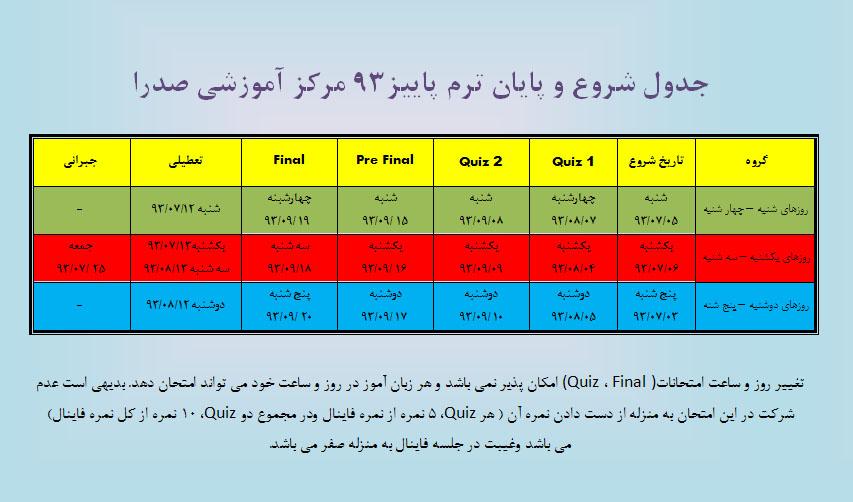 جدول شروع و پایان ترم پاییز۹۳ مرکز آموزشی صدرا
گروه تاریخ شروع Quiz 1 Quiz 2 Pre Final Final تعطیلی جبرانی
روزهای شنبه – چهار شنبه شنبه ۹۳/۰۷/۰۵ چهارشنبه ۹۳/۰۸/۰۷ شنبه ۹۳/۰۹/۰۸ شنبه ۹۳/۰۹/ ۱۵ چهارشنبه ۹۳/۰۹/ ۱۹ شنبه ۹۳/۰۷/۱۲ -
روزهای یکشنبه – سه شنبه یکشنبه ۹۳/۰۷/۰۶ یکشنبه ۹۳/۰۸/۰۴ یکشنبه ۹۳/۰۹/۰۹ یکشنبه ۹۳/۰۹/ ۱۶ سه شنبه ۹۳/۰۹/۱۸ یکشنبه ۹۳/۰۷/۱۳ سه شنبه ۹۳/۰۸/۱۳ جمعه ۹۳/۰۷/ ۲۵
روزهای دوشنبه – پنج شنه پنج شنبه ۹۳/۰۷/۰۳ دوشنبه ۹۳/۰۸/۰۵ دوشنبه ۹۳/۰۹/ ۱۰ دوشنبه ۹۳/۰۹/۱۷ پنج شنبه ۹۳/۰۹/ ۲۰ دوشنبه ۹۳/۰۸/۱۲ -
تغییر روز و ساعت امتحانات( Quiz ، Final) امکان پذیر نمی باشد و هر زبان آموز در روز و ساعت خود می تواند امتحان دهد. بدیهی است عدم
شرکت در این امتحان به منزله از دست دادن نمره آن ( هر Quiz، ۵ نمره از نمره فاینال ودر مجموع دو Quiz، ۱۰ نمره از کل نمره فاینال)
می باشد وغیبت در جلسه فاینال به منزله صفر می باشد.